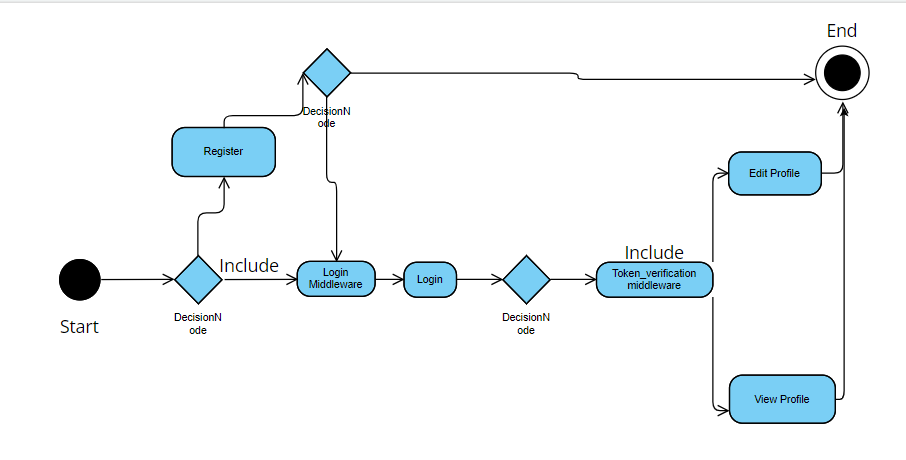 End
DecisionN
ode
Register
Edit Profile
Include
Include
Login
Middleware
Login
Token_verification
middleware
Start
DecisionN
ode
DecisionN
ode
View Profile